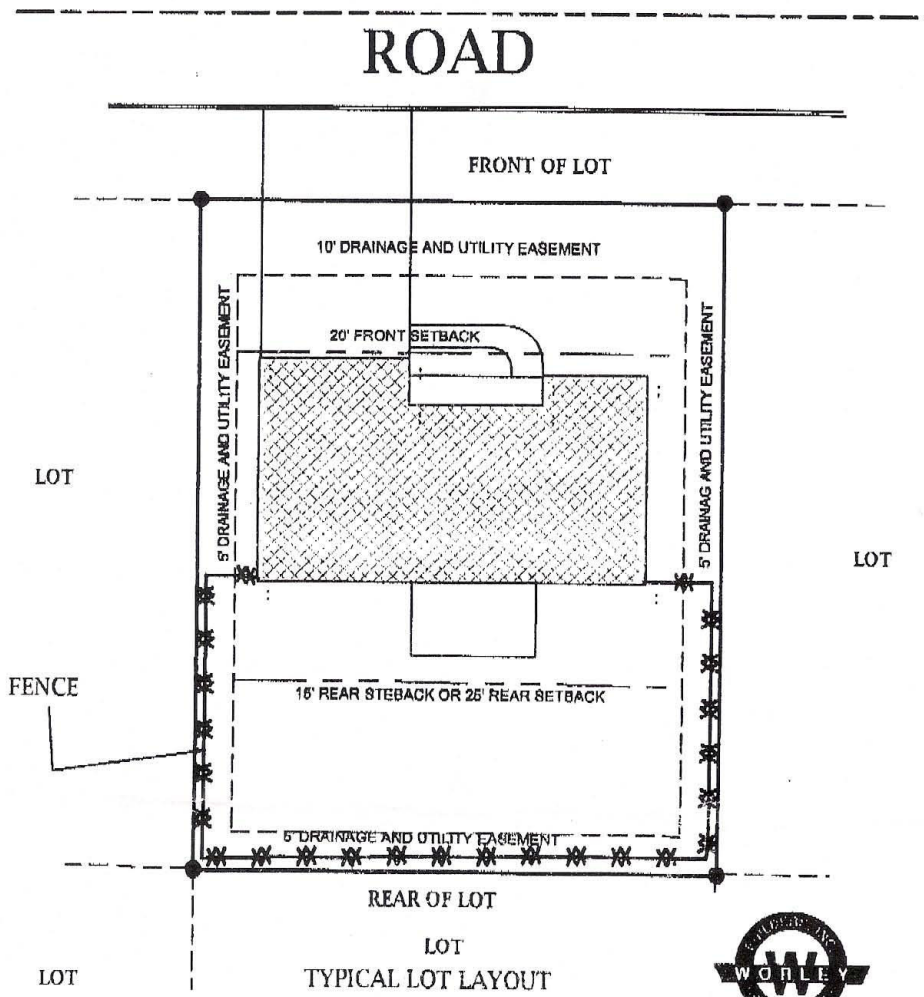 ROAD
FRONT OF LOT
10' DRAINAGE AND UTILITY EASEMENT
5' DRAINAGE AND UTILITY EASEMENT
20' FRONT SETBACK
5' DRAINAG AND UTILITY EASEMENT
LOT
LOT
FENCE
15' REAR STEBACK OR 25' REAR SETBACK
5' DRAINAGE AND UTILITY EASEMENT
REAR OF LOT
LOT
LOT
TYPICAL LOT LAYOUT
WORLEY